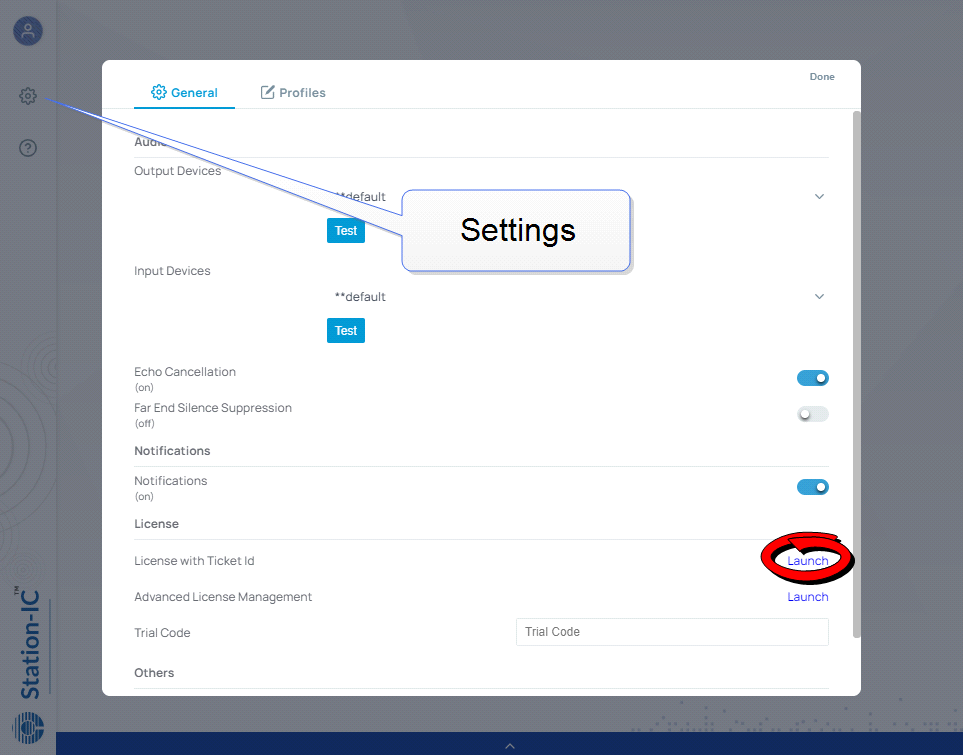 Done
General
Profiles
Audio
Output Devices
**default
Test
Settings
Input Devices
**default
Test
Echo Cancellation
(on)
Far End Silence Suppression
(off)
Notifications
Notifications
(on)
License
License with Ticket Id
Launch
Advanced License Management
Launch
Trial Code
Trial Code
Others
Station-IC™